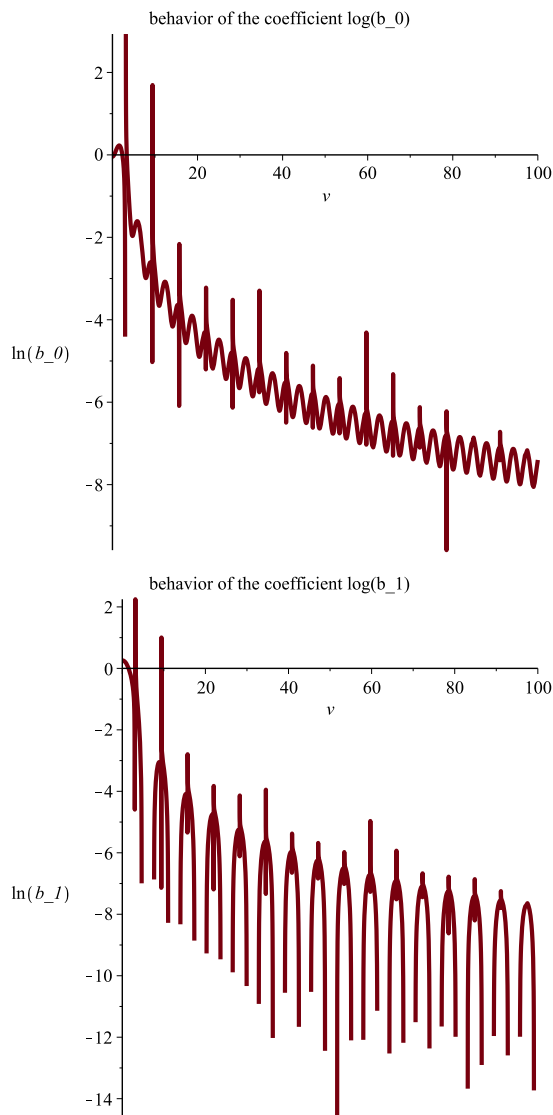 behavior of the coefficient log(b_0)
2
0
20 40 60 80 100
v
-2
-4
ln(b_0)
-6
-8
behavior of the coefficient log(b_1)
2
0
20 40 60 80 100
v
-2
-4
-6
ln(b_1)
-8
-10
-12
-14